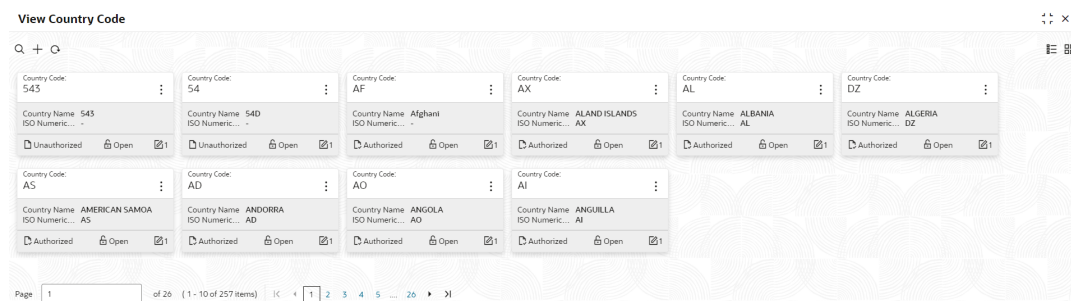 View Country Code
Country Code: Country Code: Country Code: Country Code: Country Code: Country Code:
543 54 AF AX AL DZ
Country Name 543 Country Name 54D Country Name Afghani Country Name ALAND ISLANDS Country Name ALBANIA Country Name ALGERIA
ISO Numeric... - ISO Numeric... - ISO Numeric... - ISO Numeric... AX ISO Numeric... AL ISO Numeric... DZ
Unauthorized Open 1 Unauthorized Open 1 Authorized Open 1 Authorized Open 1 Authorized Open 1 Authorized Open 1
Country Code: Country Code: Country Code: Country Code:
AS AD AO AI
Country Name AMERICAN SAMOA Country Name ANDORRA Country Name ANGOLA Country Name ANGUILLA
ISO Numeric... AS ISO Numeric... AD ISO Numeric... AO ISO Numeric... AI
Authorized Open 1 Authorized Open 1 Authorized Open 1 Authorized Open 1
Page 1 of 26 (1 - 10 of 257 items) 1 2 3 4 5 .... 26